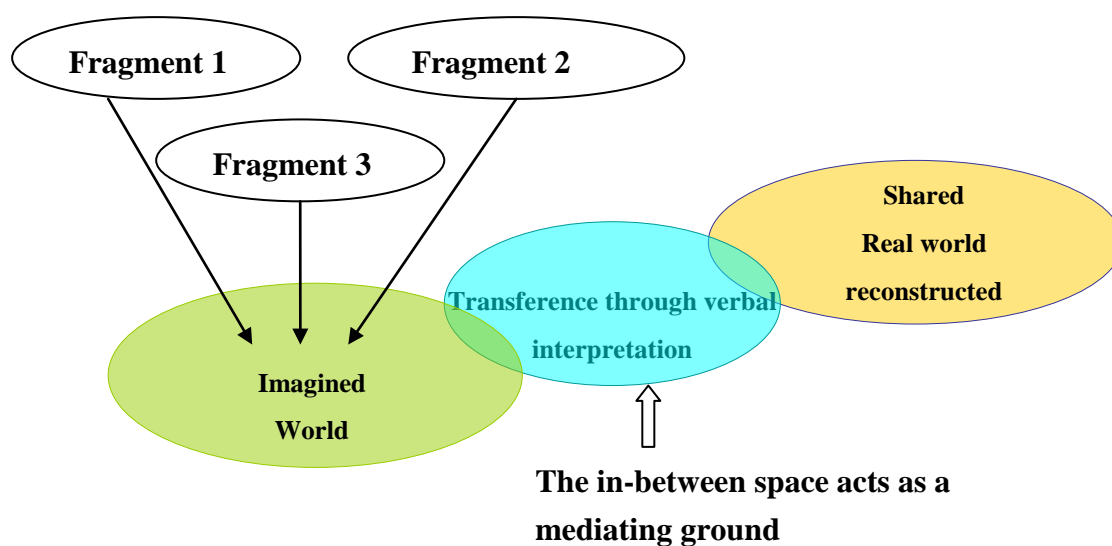 Fragment 1
Fragment 2
Fragment 3
Shared
Real world
reconstructed
Transference through verbal
interpretation
Imagined
World
The in-between space acts as a
mediating ground